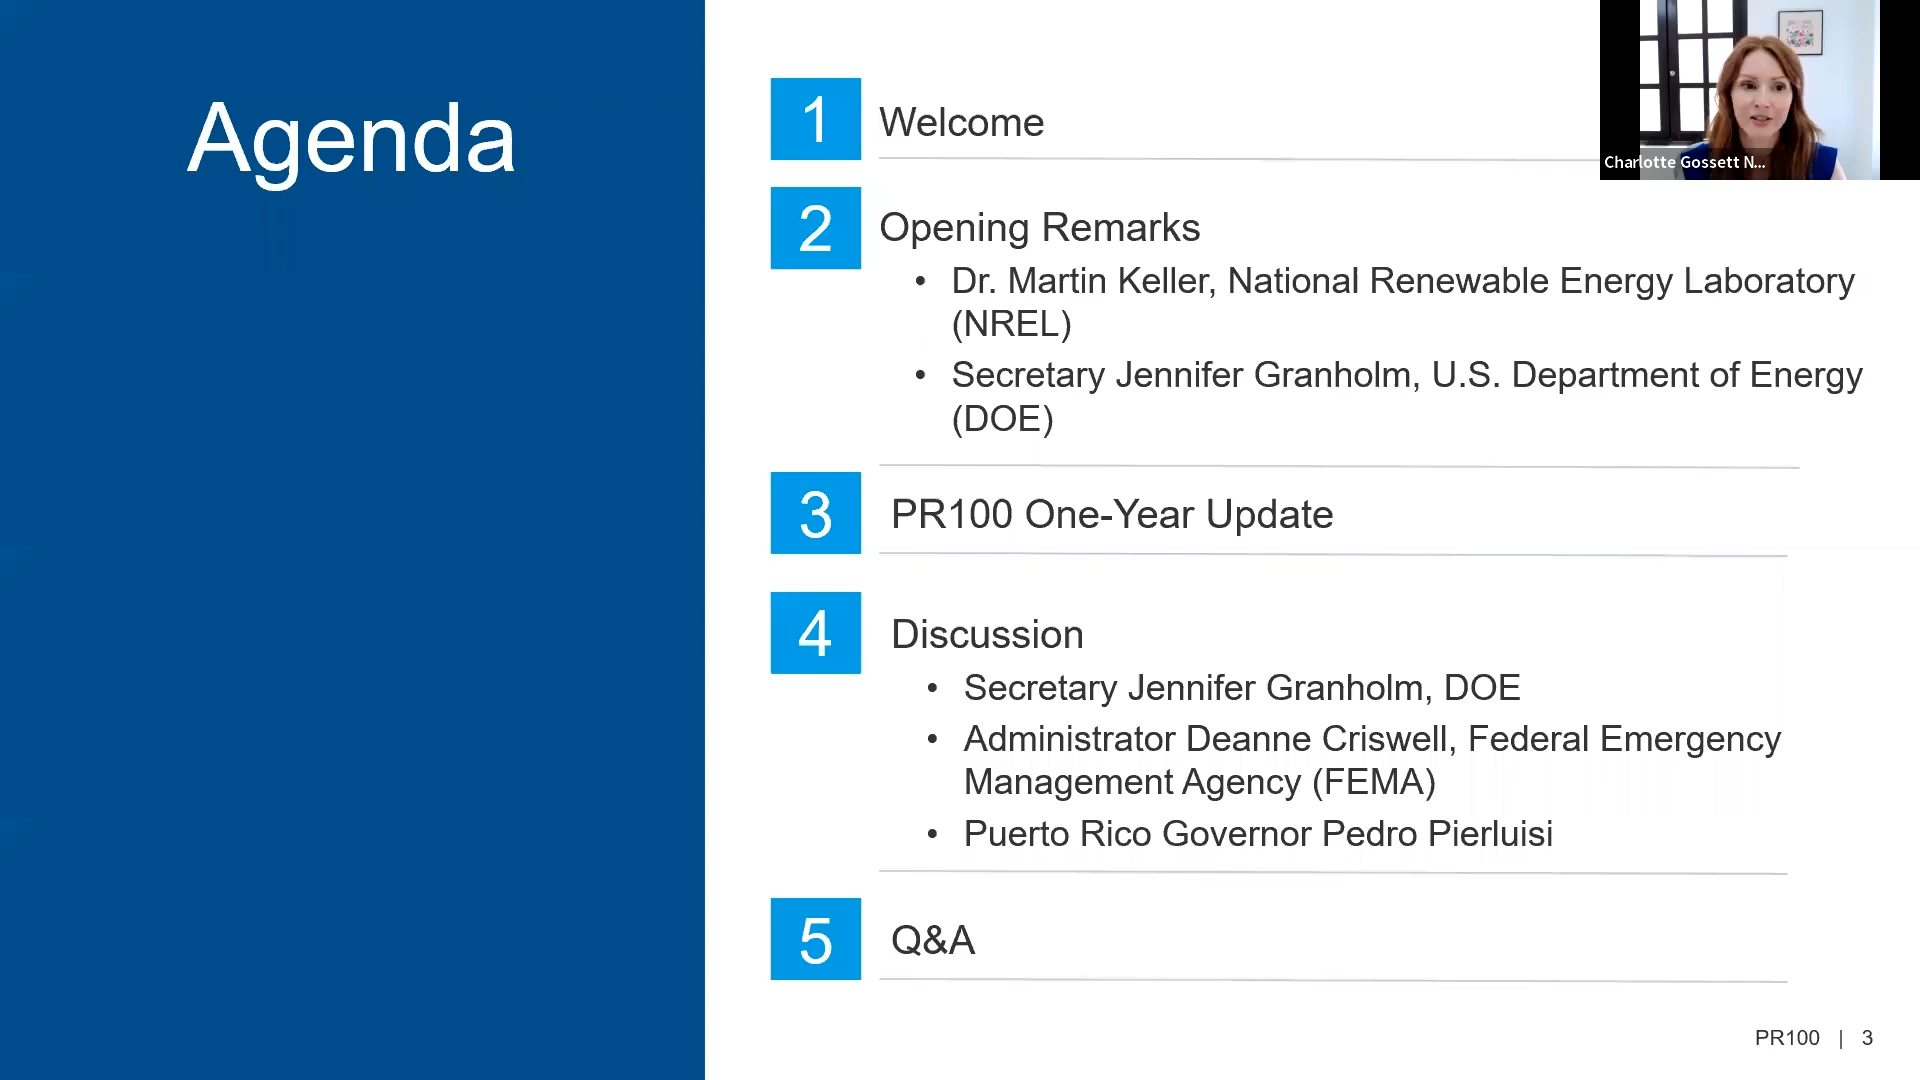 Agenda
1
Welcome
Charlotte Gossett N...
2
Opening Remarks
• Dr. Martin Keller, National Renewable Energy Laboratory
(NREL)
• Secretary Jennifer Granholm, U.S. Department of Energy
(DOE)
3
PR100 One-Year Update
4
Discussion
• Secretary Jennifer Granholm, DOE
• Administrator Deanne Criswell, Federal Emergency
Management Agency (FEMA)
• Puerto Rico Governor Pedro Pierluisi
5
Q&A
PR100 | 3